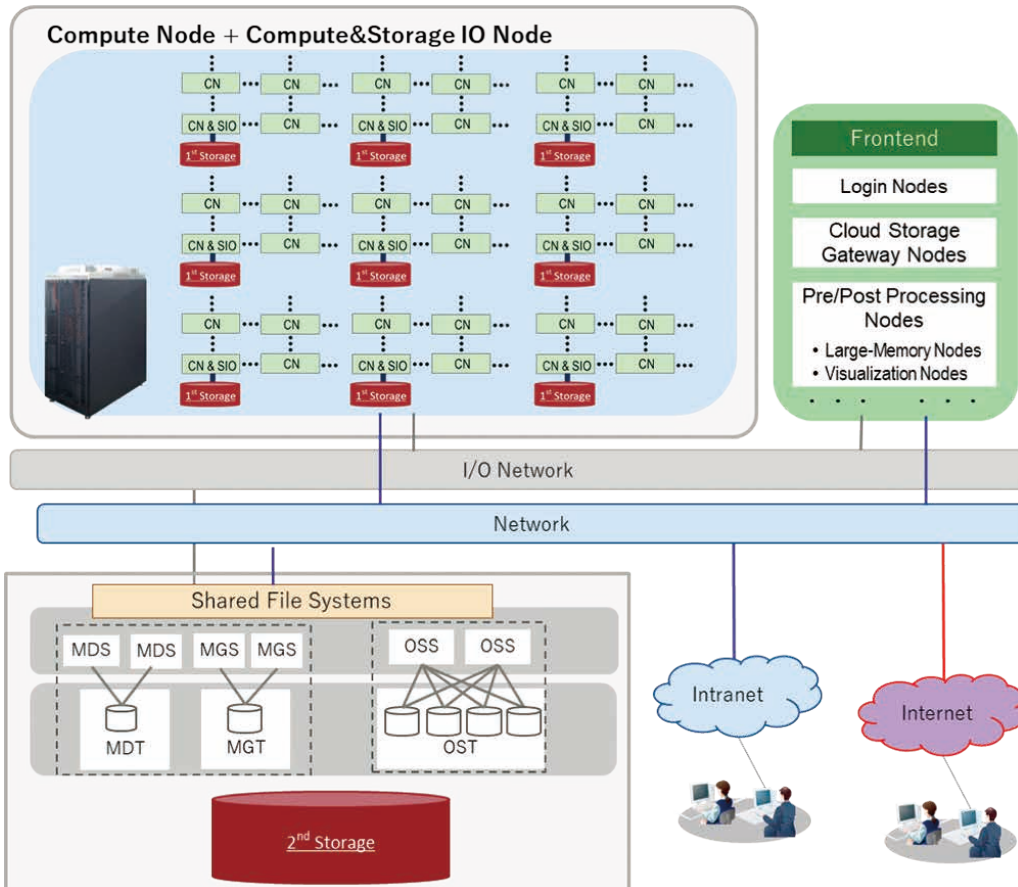 Compute Node + Compute&Storage IO Node
CN CN CN CN CN CN
CN & SIO CN CN & SIO CN CN & SIO CN
1st Storage 1st Storage 1st Storage
CN CN CN CN CN CN
CN & SIO CN CN & SIO CN CN & SIO CN
1st Storage 1st Storage 1st Storage
CN CN CN CN CN CN
CN & SIO CN CN & SIO CN CN & SIO CN
1st Storage 1st Storage 1st Storage
Frontend
Login Nodes
Cloud Storage
Gateway Nodes
Pre/Post Processing
Nodes
• Large-Memory Nodes
• Visualization Nodes
I/O Network
Network
Shared File Systems
MDS MDS MGS MGS OSS OSS
MDT MGT OST
2nd Storage
Intranet
Internet